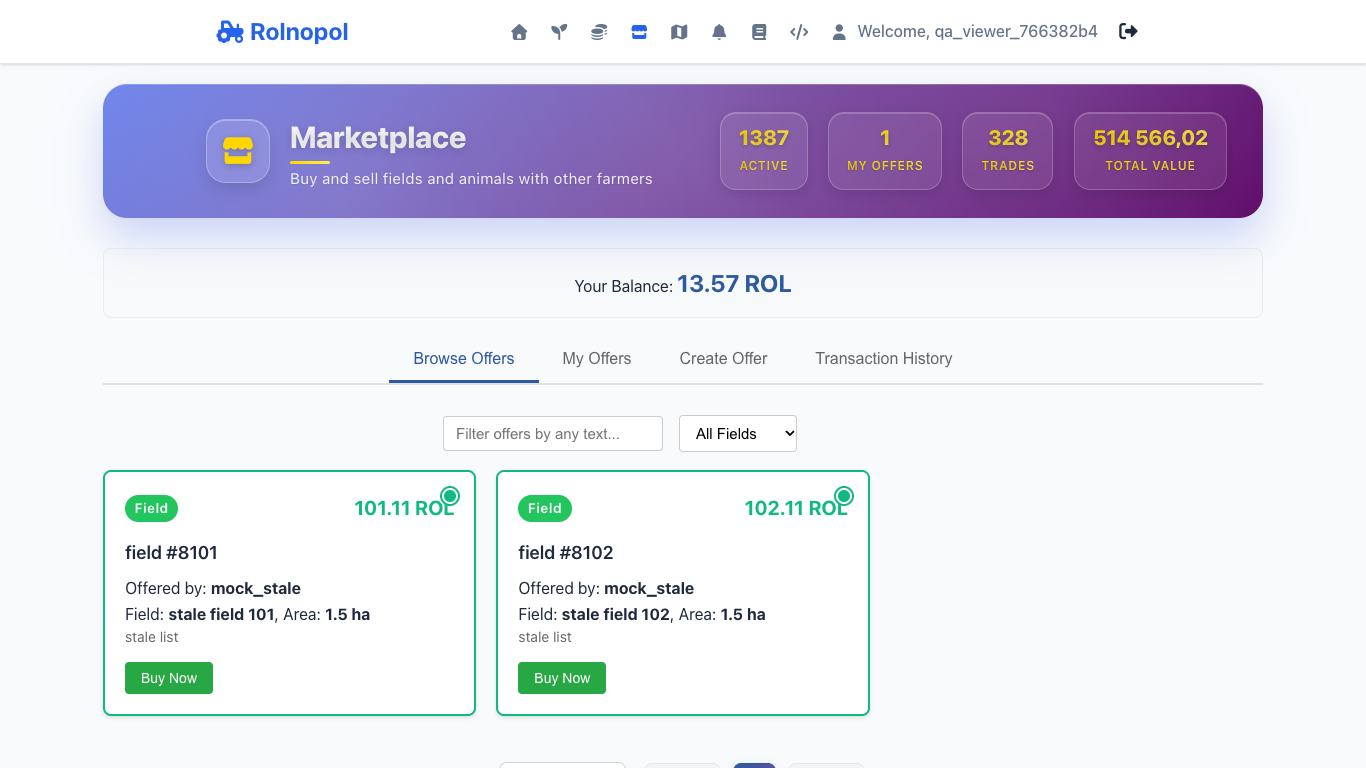 Rolnopol
Welcome, qa_viewer_766382b4
Marketplace
Buy and sell fields and animals with other farmers
1387
ACTIVE
1
MY OFFERS
328
TRADES
514 566,02
TOTAL VALUE
Your Balance: 13.57 ROL
Browse Offers
My Offers
Create Offer
Transaction History
Filter offers by any text...
All Fields
Field
101.11 ROL
field #8101
Offered by: mock_stale
Field: stale field 101, Area: 1.5 ha
stale list
Buy Now
Field
102.11 ROL
field #8102
Offered by: mock_stale
Field: stale field 102, Area: 1.5 ha
stale list
Buy Now